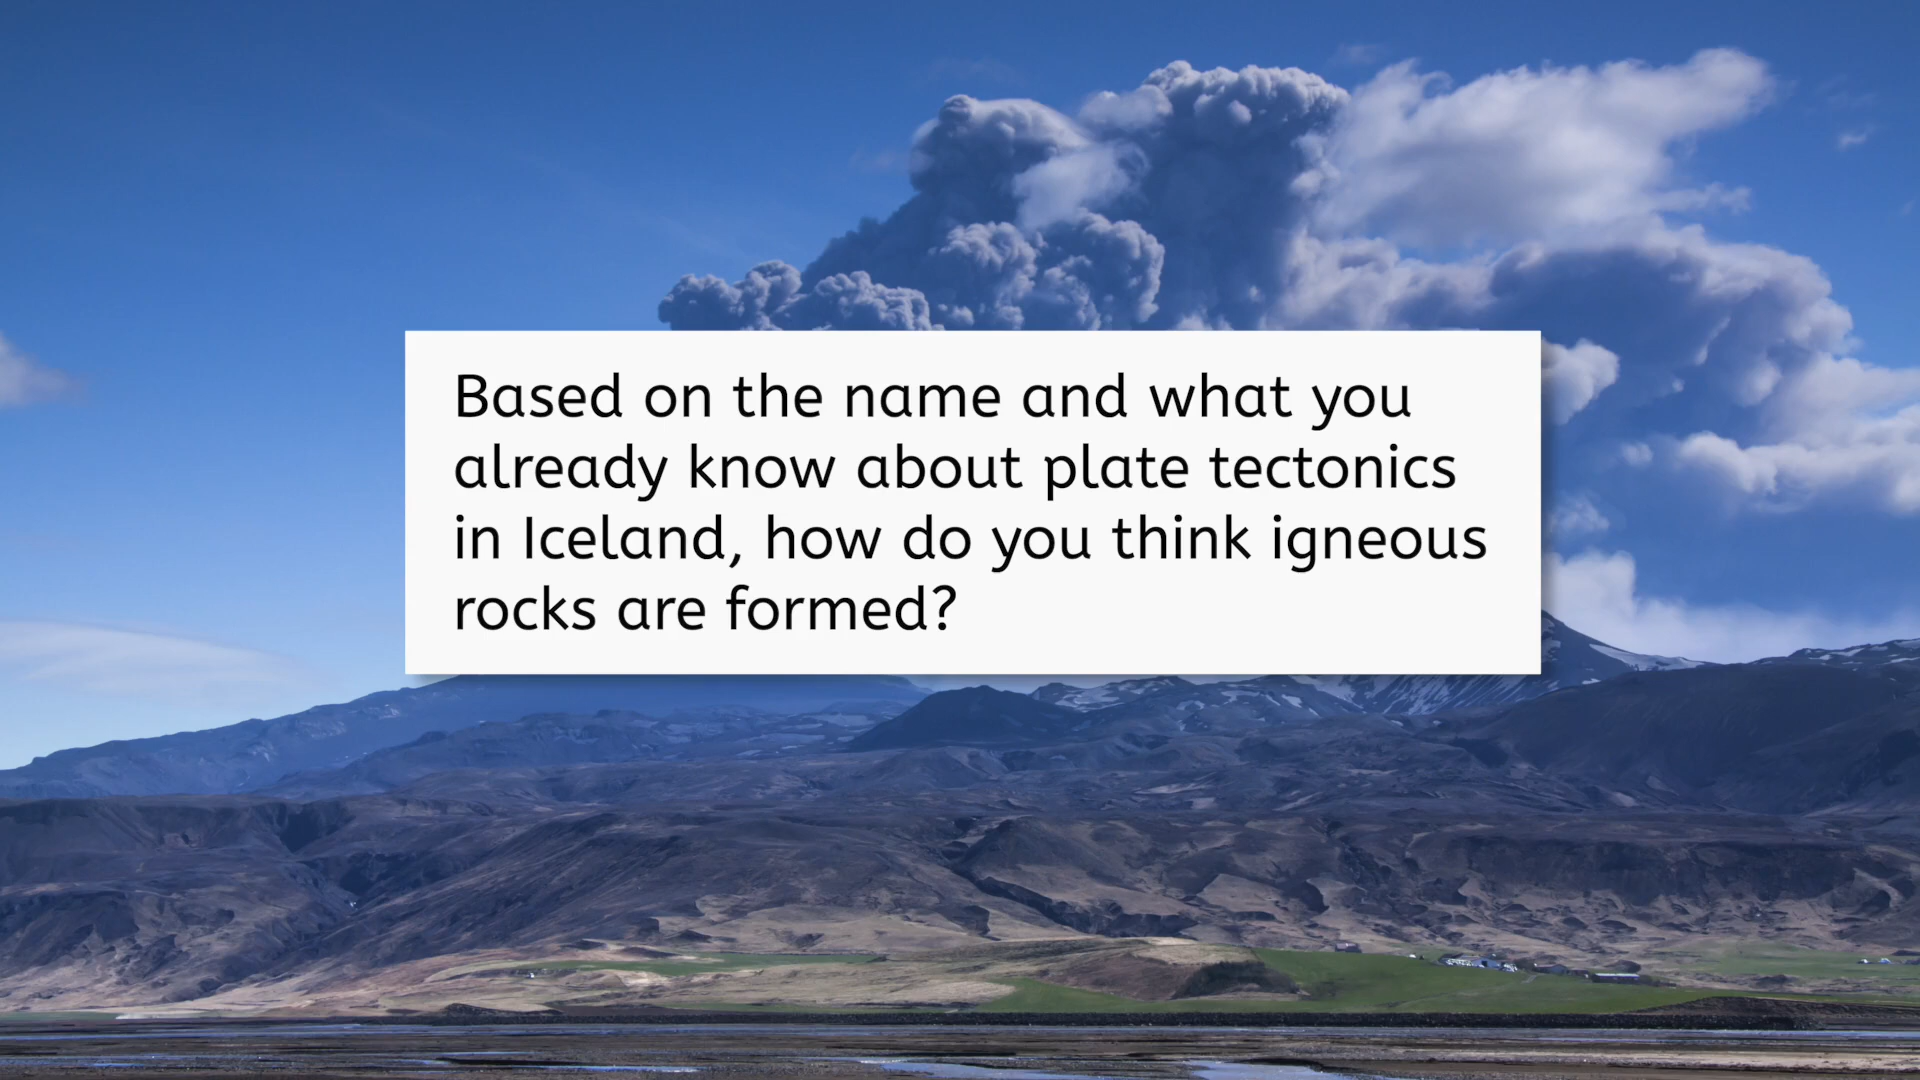 Based on the name and what you
already know about plate tectonics
in Iceland, how do you think igneous
rocks are formed?